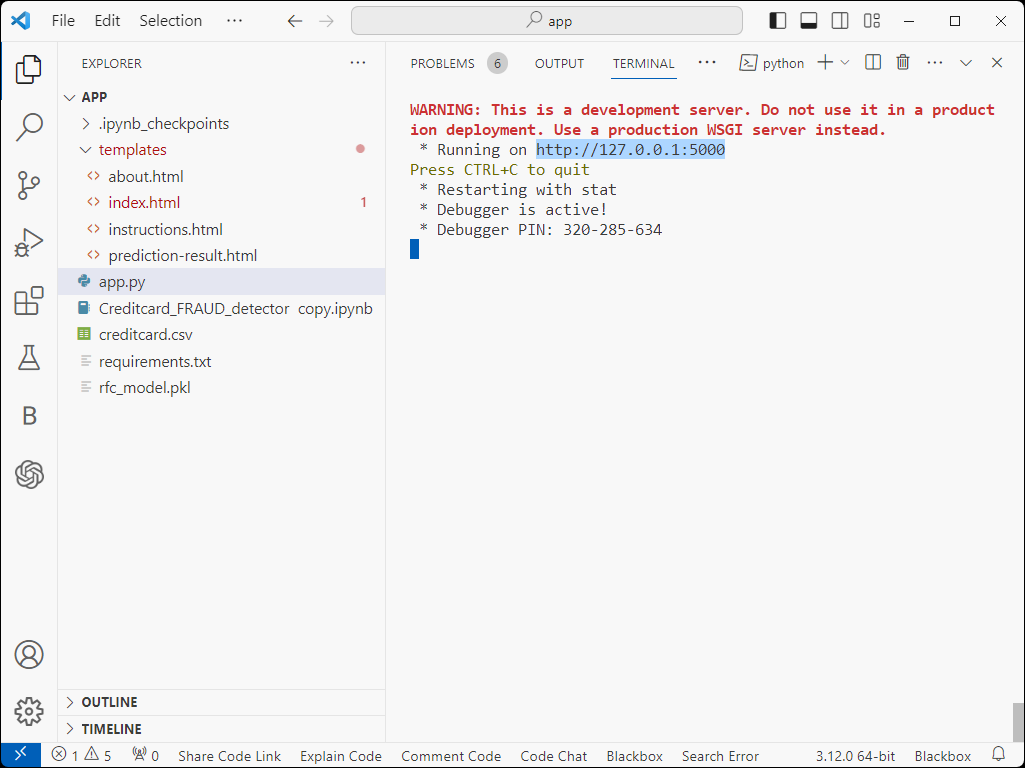 File Edit Selection ··· app
EXPLORER ···
APP
.ipynb_checkpoints
templates
about.html
index.html 1
instructions.html
prediction-result.html
app.py
Creditcard_FRAUD_detector copy.ipynb
creditcard.csv
requirements.txt
rfc_model.pkl
OUTLINE
TIMELINE
B
PROBLEMS 6 OUTPUT TERMINAL ··· python ···
WARNING: This is a development server. Do not use it in a product
ion deployment. Use a production WSGI server instead.
* Running on http://127.0.0.1:5000
Press CTRL+C to quit
* Restarting with stat
* Debugger is active!
* Debugger PIN: 320-285-634
1 5 0 Share Code Link Explain Code Comment Code Code Chat Blackbox Search Error 3.12.0 64-bit Blackbox